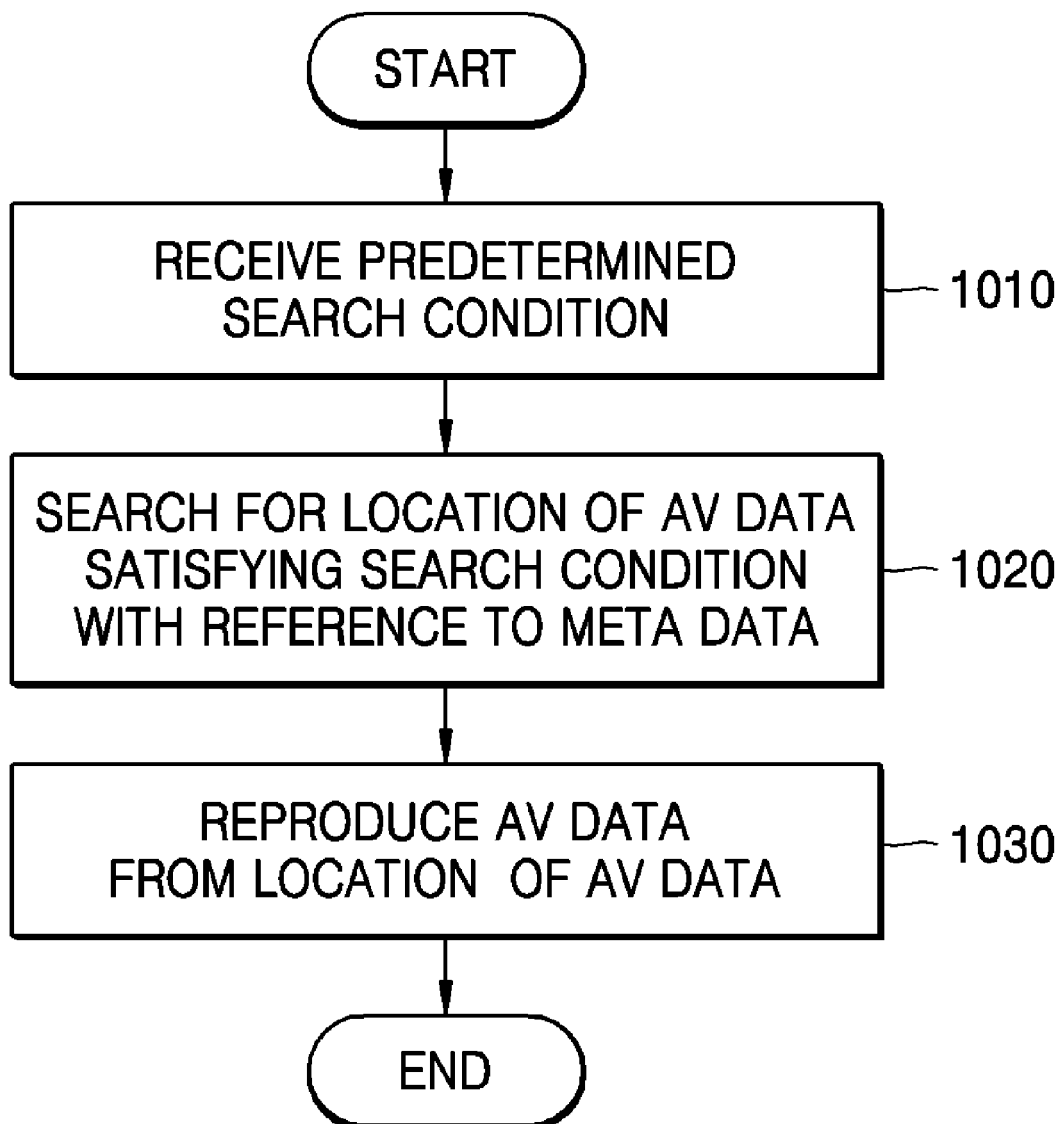 START
RECEIVE PREDETERMINED
SEARCH CONDITION
1010
SEARCH FOR LOCATION OF AV DATA
SATISFYING SEARCH CONDITION
WITH REFERENCE TO META DATA
1020
REPRODUCE AV DATA
FROM LOCATION OF AV DATA
1030
END